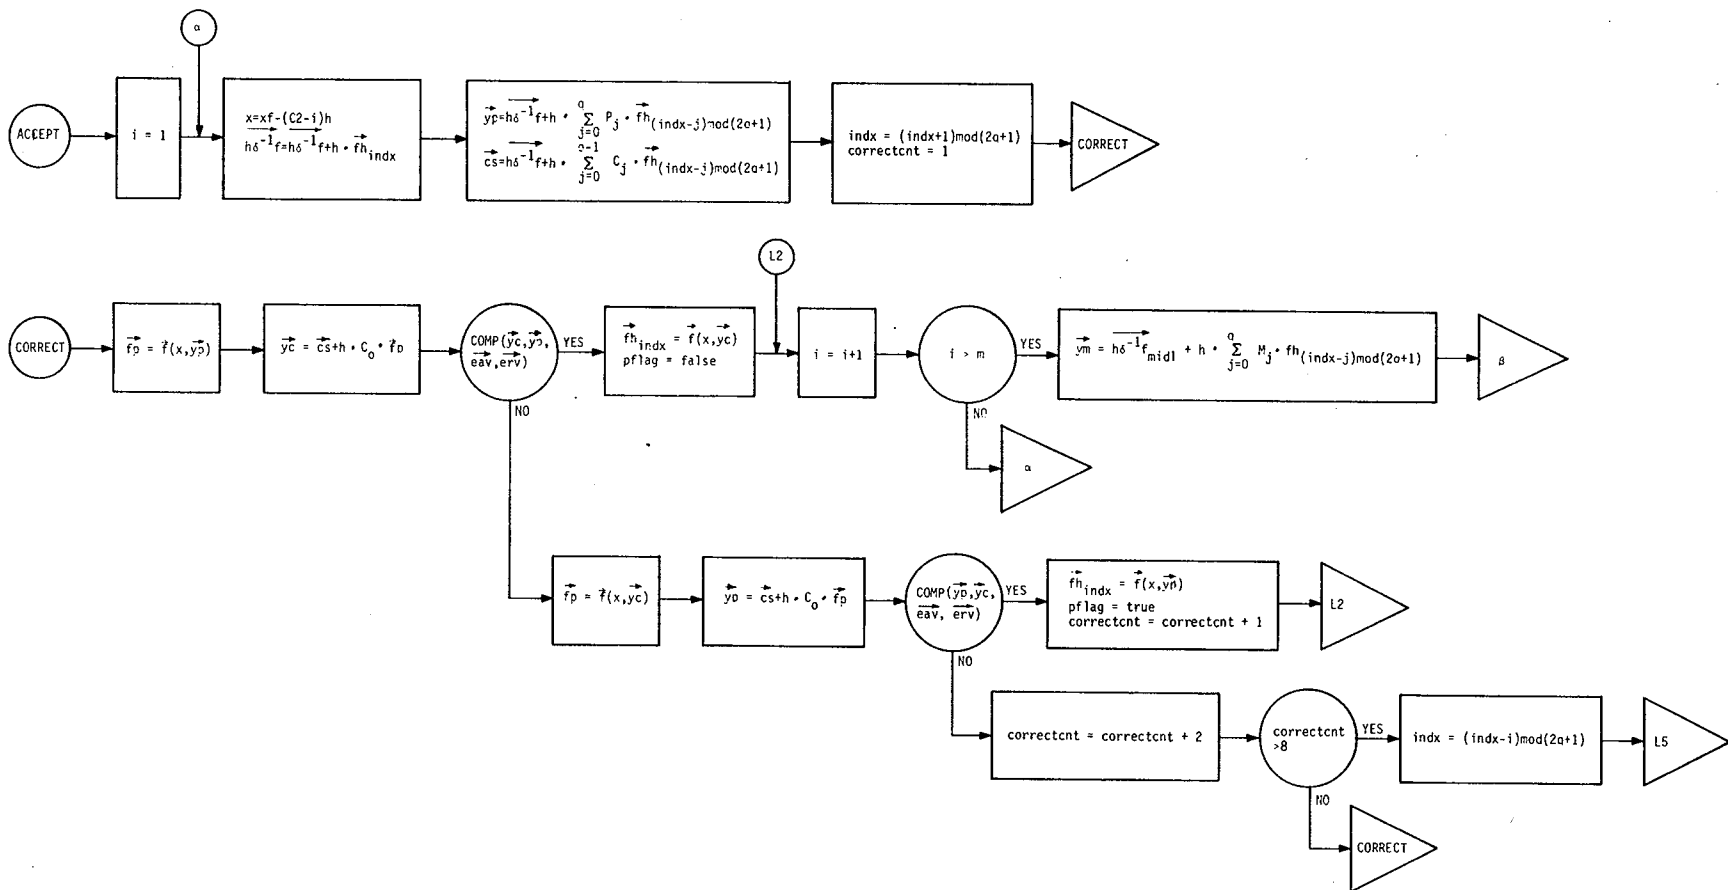 α
ACCEPT
i = 1
x=xf-(C2-i)h
hδ⁻¹f=hδ⁻¹f+h · fh_indx
yp=hδ⁻¹f+h · Σ_{j=0}^{q} P_j · fh_(indx-j)mod(2q+1)
cs=hδ⁻¹f+h · Σ_{j=0}^{q-1} C_j · fh_(indx-j)mod(2q+1)
indx = (indx+1)mod(2q+1)
correctcnt = 1
CORRECT
L2
CORRECT
fp = f(x,yp)
yc = cs+h · C_o · fp
COMP(yc,yp,
eav,erv)
YES
NO
fh_indx = f(x,yc)
pflag = false
i = i+1
i > m
YES
NO
ym = hδ⁻¹f_midl + h · Σ_{j=0}^{q} M_j · fh_(indx-j)mod(2q+1)
β
α
fp = f(x,yc)
yp = cs+h · C_o · fp
COMP(yp,yc,
eav, erv)
YES
NO
fh_indx = f(x,yp)
pflag = true
correctcnt = correctcnt + 1
L2
correctcnt = correctcnt + 2
correctcnt
>8
YES
NO
indx = (indx-i)mod(2q+1)
L5
CORRECT